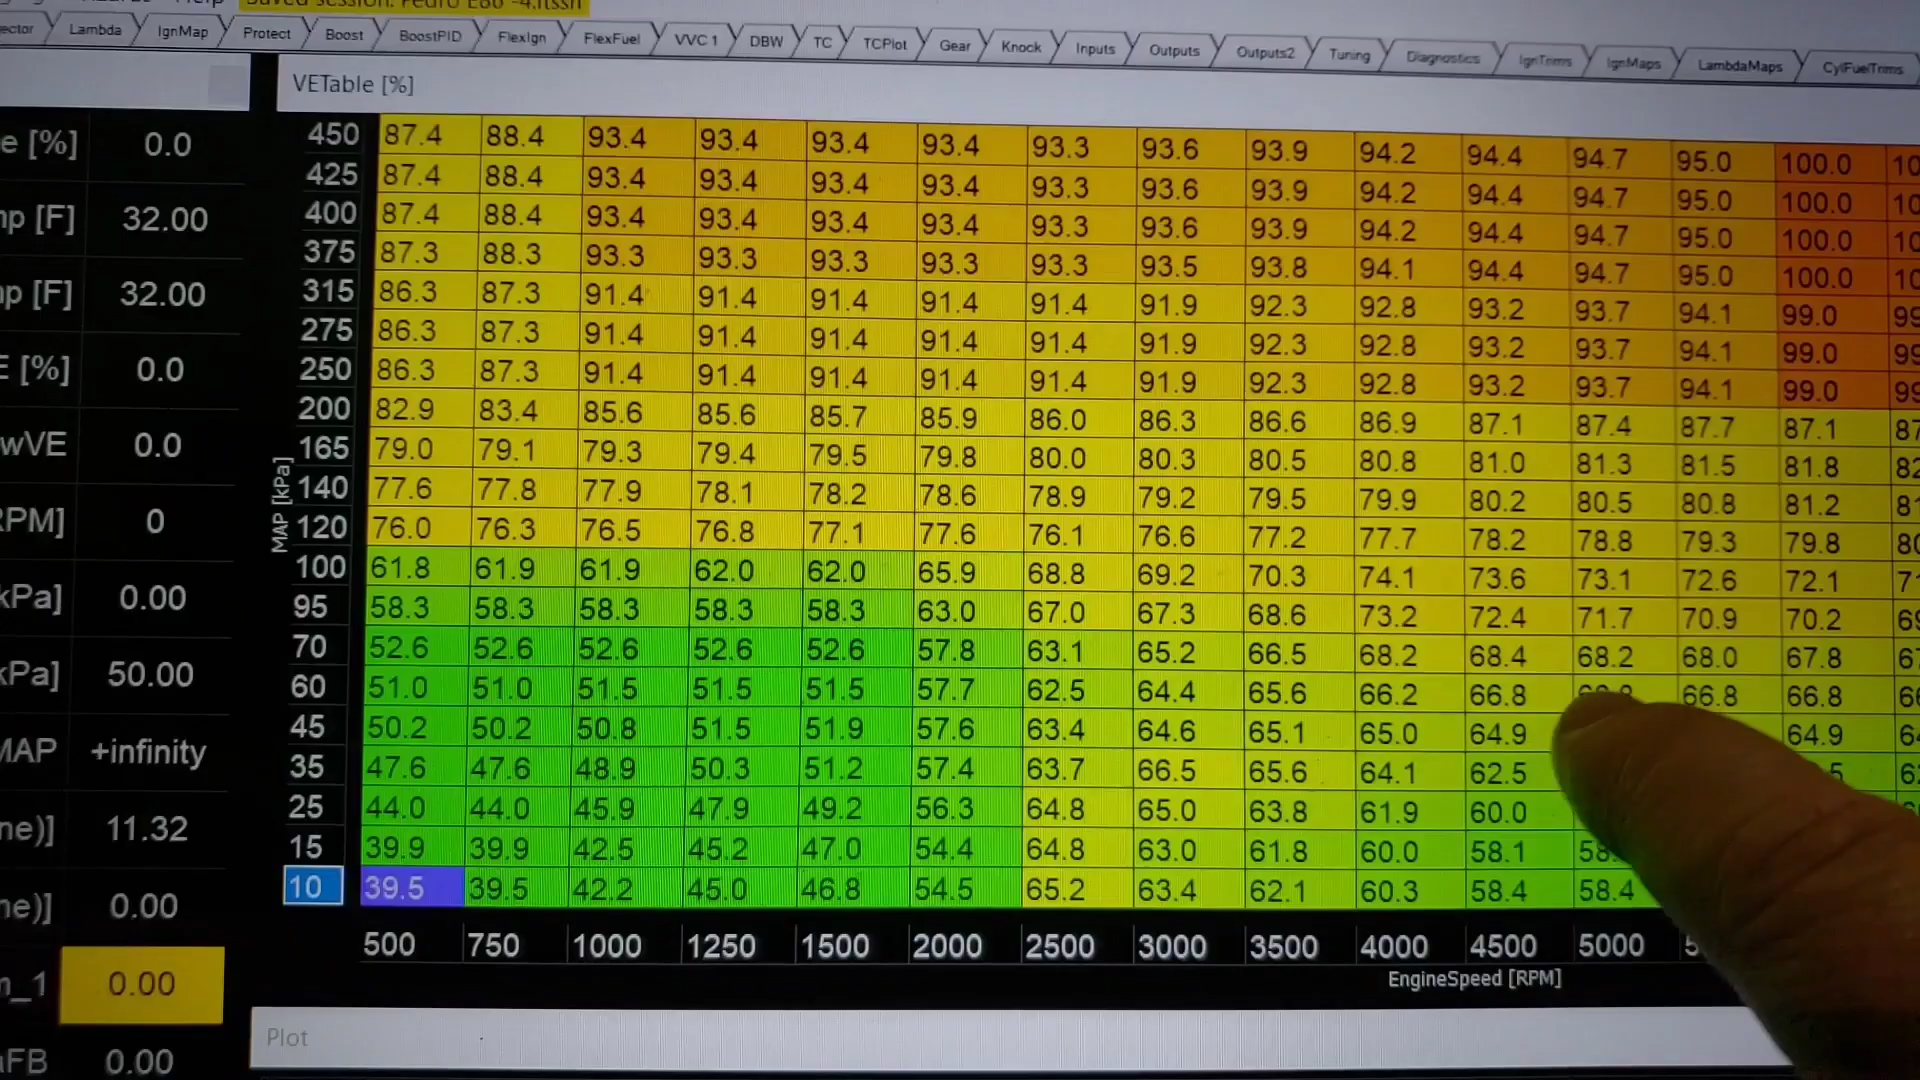 Help Saved session: Pedro E86 -4.ltssn
ector Lambda IgnMap Protect Boost BoostPID FlexIgn FlexFuel VVC 1 DBW TC TCPlot Gear Knock Inputs Outputs Outputs2 Tuning Diagnostics IgnTrims IgnMaps LambdaMaps CylFuelTrims
VETable [%]
e [%] 0.0
mp [F] 32.00
mp [F] 32.00
E [%] 0.0
wVE 0.0
RPM] 0
kPa] 0.00
kPa] 50.00
MAP +infinity
ne)] 11.32
ne)] 0.00
n_1 0.00
aFB 0.00
MAP [kPa]
450 87.4 88.4 93.4 93.4 93.4 93.4 93.3 93.6 93.9 94.2 94.4 94.7 95.0 100.0 10
425 87.4 88.4 93.4 93.4 93.4 93.4 93.3 93.6 93.9 94.2 94.4 94.7 95.0 100.0 10
400 87.4 88.4 93.4 93.4 93.4 93.4 93.3 93.6 93.9 94.2 94.4 94.7 95.0 100.0 10
375 87.3 88.3 93.3 93.3 93.3 93.3 93.3 93.5 93.8 94.1 94.4 94.7 95.0 100.0 10
315 86.3 87.3 91.4 91.4 91.4 91.4 91.4 91.9 92.3 92.8 93.2 93.7 94.1 99.0 99
275 86.3 87.3 91.4 91.4 91.4 91.4 91.4 91.9 92.3 92.8 93.2 93.7 94.1 99.0 99
250 86.3 87.3 91.4 91.4 91.4 91.4 91.4 91.9 92.3 92.8 93.2 93.7 94.1 99.0 99
200 82.9 83.4 85.6 85.6 85.7 85.9 86.0 86.3 86.6 86.9 87.1 87.4 87.7 87.1 87
165 79.0 79.1 79.3 79.4 79.5 79.8 80.0 80.3 80.5 80.8 81.0 81.3 81.5 81.8 82
140 77.6 77.8 77.9 78.1 78.2 78.6 78.9 79.2 79.5 79.9 80.2 80.5 80.8 81.2 81
120 76.0 76.3 76.5 76.8 77.1 77.6 76.1 76.6 77.2 77.7 78.2 78.8 79.3 79.8 80
100 61.8 61.9 61.9 62.0 62.0 65.9 68.8 69.2 70.3 74.1 73.6 73.1 72.6 72.1 71
95 58.3 58.3 58.3 58.3 58.3 63.0 67.0 67.3 68.6 73.2 72.4 71.7 70.9 70.2 69
70 52.6 52.6 52.6 52.6 52.6 57.8 63.1 65.2 66.5 68.2 68.4 68.2 68.0 67.8 67
60 51.0 51.0 51.5 51.5 51.5 57.7 62.5 64.4 65.6 66.2 66.8 66.8 66.8
45 50.2 50.2 50.8 51.5 51.9 57.6 63.4 64.6 65.1 65.0 64.9 64.9
35 47.6 47.6 48.9 50.3 51.2 57.4 63.7 66.5 65.6 64.1 62.5
25 44.0 44.0 45.9 47.9 49.2 56.3 64.8 65.0 63.8 61.9 60.0
15 39.9 39.9 42.5 45.2 47.0 54.4 64.8 63.0 61.8 60.0 58.1
10 39.5 39.5 42.2 45.0 46.8 54.5 65.2 63.4 62.1 60.3 58.4 58.4
500 750 1000 1250 1500 2000 2500 3000 3500 4000 4500 5000
EngineSpeed [RPM]
Plot